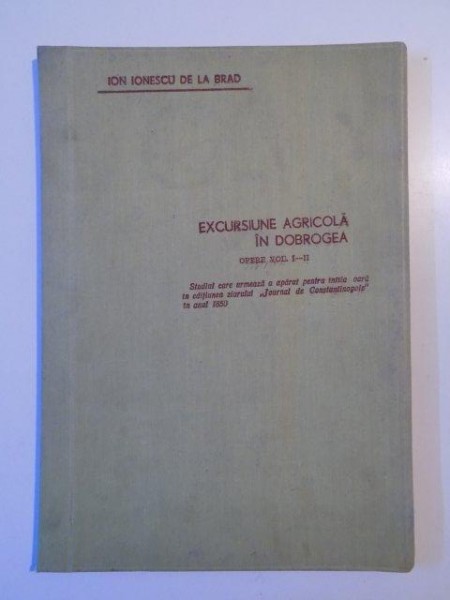 ION IONESCU DE LA BRAD
EXCURSIUNE AGRICOLĂ
ÎN DOBROGEA
OPERE VOL. I—II
Studiul care urmează a apărut pentru întîia oară
în edițiunea ziarului „Journal de Constantinople"
în anul 1850